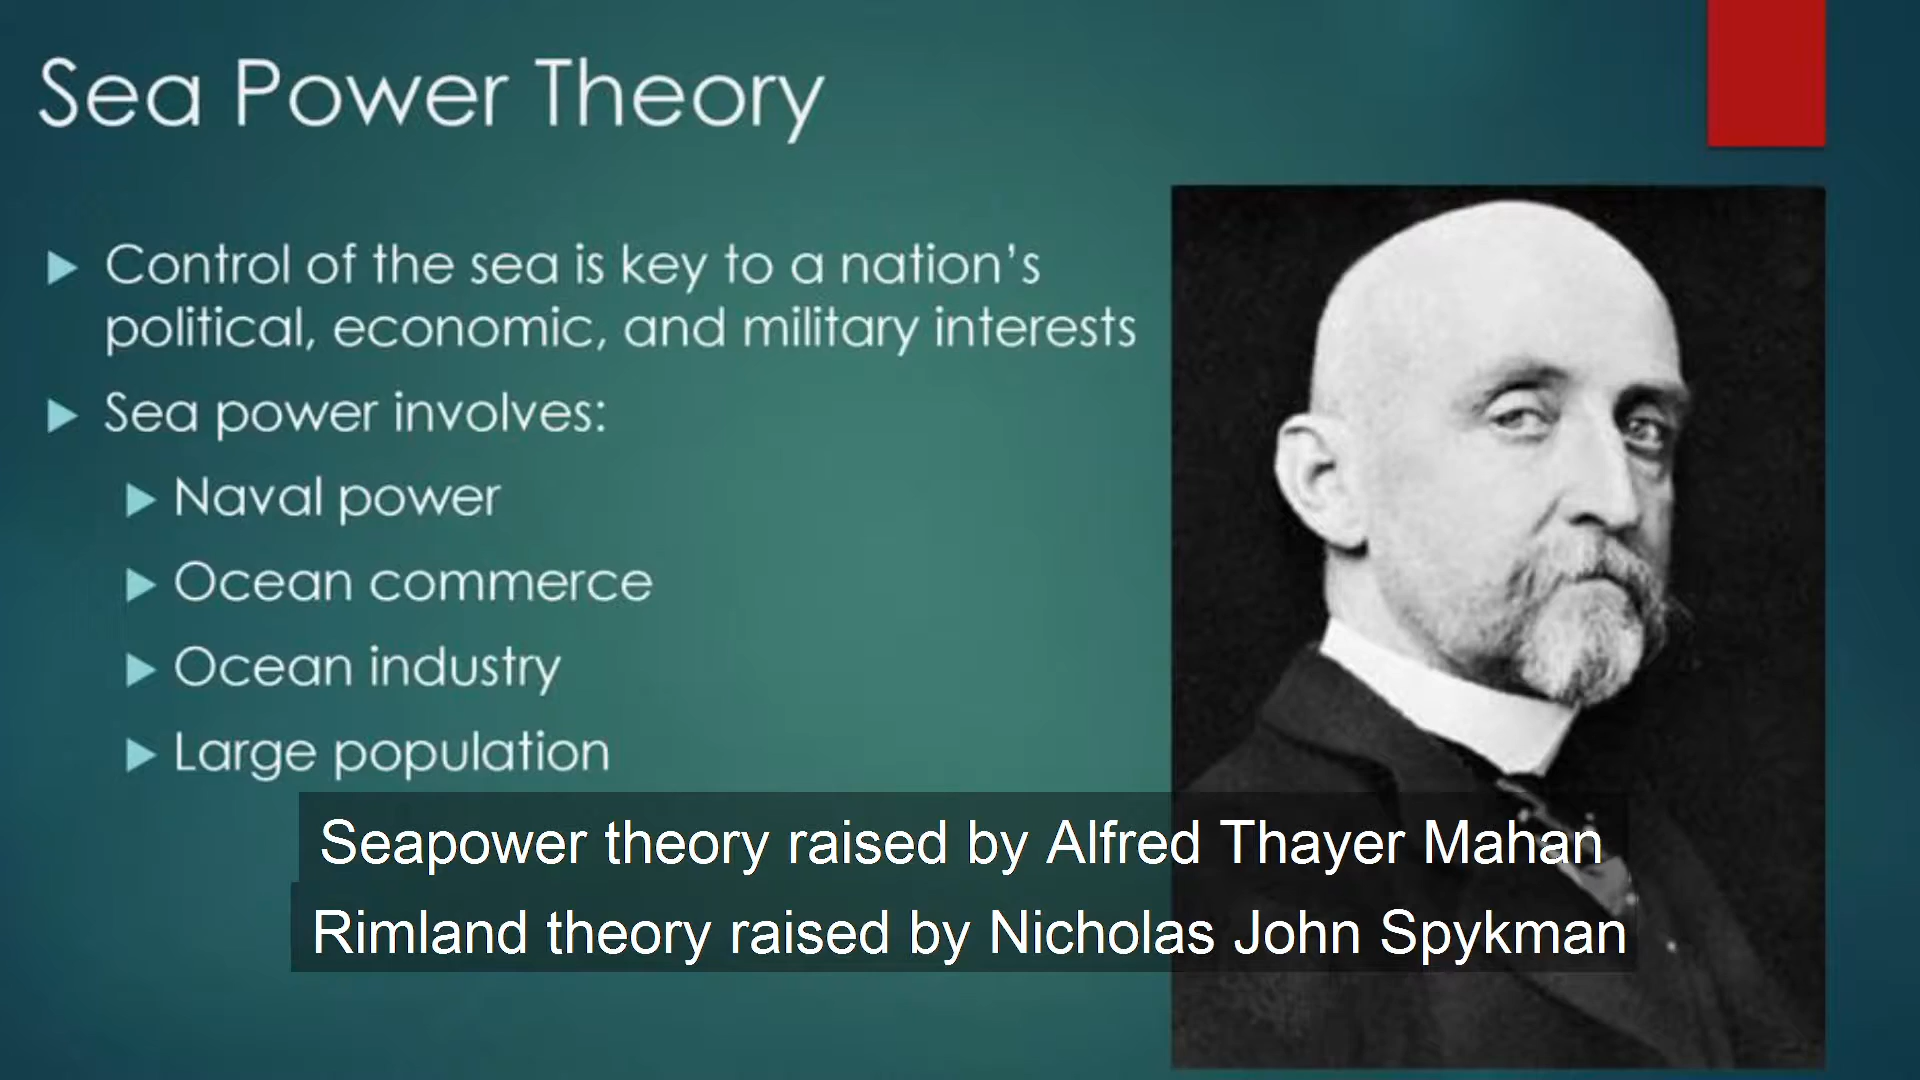 Sea Power Theory
Control of the sea is key to a nation's
political, economic, and military interests
Sea power involves:
Naval power
Ocean commerce
Ocean industry
Large population
Seapower theory raised by Alfred Thayer Mahan
Rimland theory raised by Nicholas John Spykman